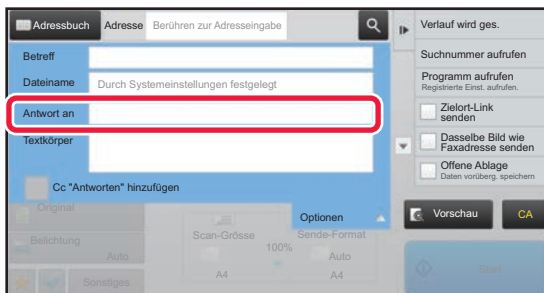 Adressbuch
Adresse
Berühren zur Adresseingabe
Verlauf wird ges.
Betreff
Suchnummer aufrufen
Dateiname
Durch Systemeinstellungen festgelegt
Programm aufrufen
Registrierte Einst. aufrufen.
Antwort an
Zielort-Link
senden
Textkörper
Dasselbe Bild wie
Faxadresse senden
Offene Ablage
Daten vorüberg. speichern
Cc "Antworten" hinzufügen
Original
Optionen
Vorschau
CA
Belichtung
Auto
Scan-Grösse
100%
Sende-Format
Auto
A4
A4
Sonstiges
Start